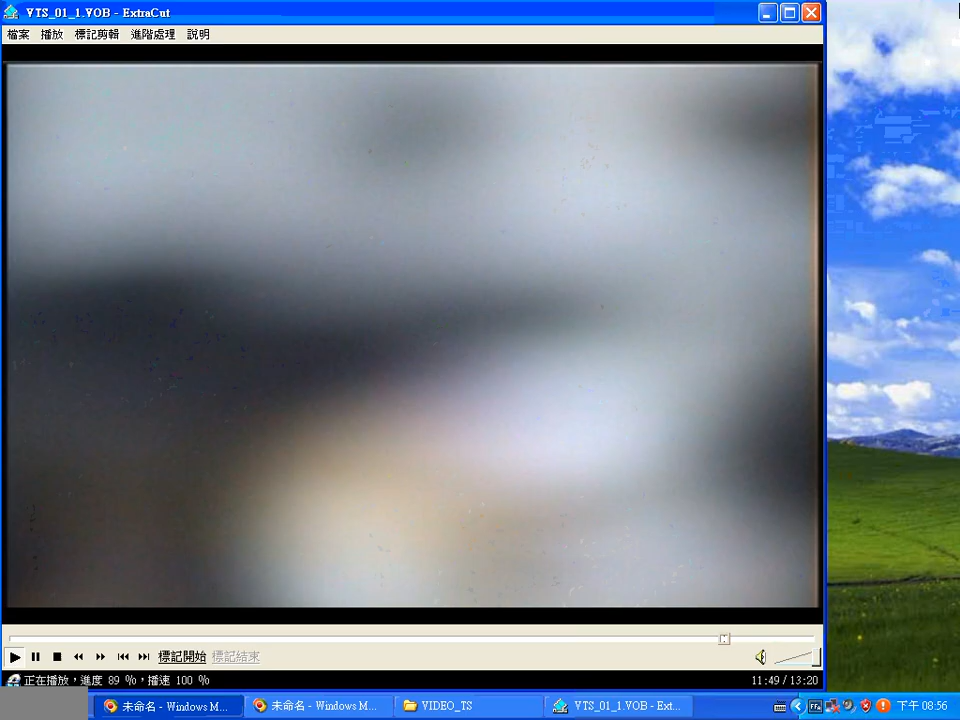 VTS_01_1.VOB - ExtraCut
檔案 播放 標記剪輯 進階處理 說明
標記開始 標記結束
正在播放，進度 89 %，播速 100 % 11:49 / 13:20
未命名 - Windows M... 未命名 - Windows M... VIDEO_TS VTS_01_1.VOB - Ext... 下午 08:56